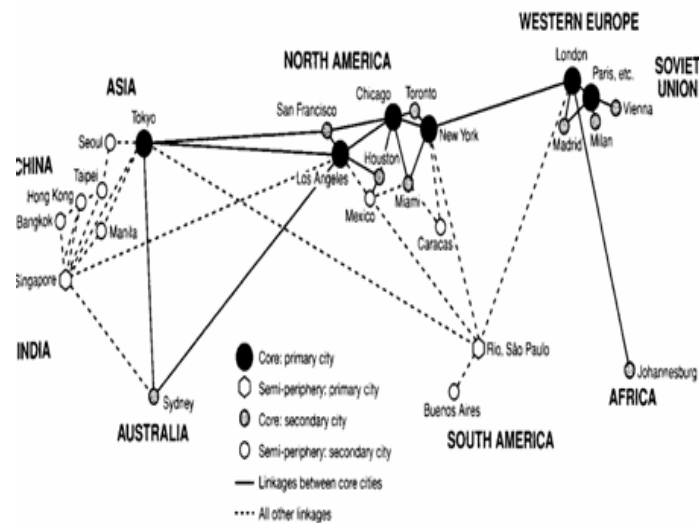 WESTERN EUROPE
London
Paris, etc.
SOVIET
UNION
Vienna
Madrid
Milan
NORTH AMERICA
Chicago
Toronto
San Francisco
New York
Houston
Los Angeles
Mexico
Miami
Caracas
ASIA
Tokyo
Seoul
CHINA
Taipei
Hong Kong
Bangkok
Manila
Singapore
INDIA
Sydney
AUSTRALIA
Rio, São Paulo
Buenos Aires
SOUTH AMERICA
Johannesburg
AFRICA
Core: primary city
Semi-periphery: primary city
Core: secondary city
Semi-periphery: secondary city
Linkages between core cities
All other linkages